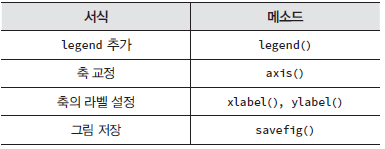 서식 메소드
legend 추가 legend()
축 교정 axis()
축의 라벨 설정 xlabel(), ylabel()
그림 저장 savefig()